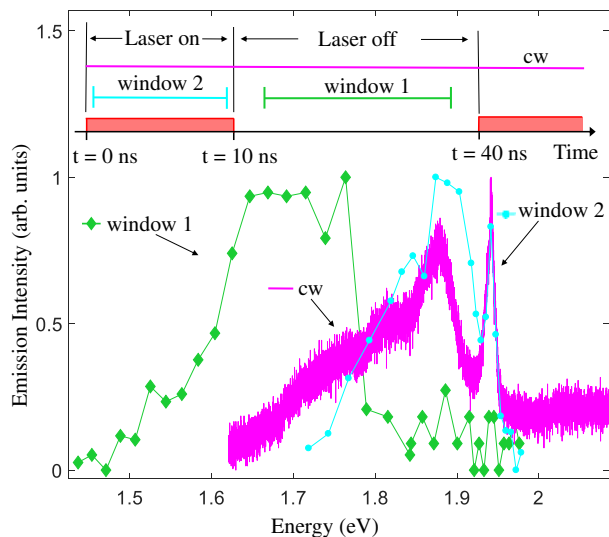 1.5
Laser on
Laser off
cw
window 2
window 1
t = 0 ns
t = 10 ns
t = 40 ns
Time
1
window 1
window 2
cw
0.5
0
Emission Intensity (arb. units)
1.5
1.6
1.7
1.8
1.9
2
Energy (eV)